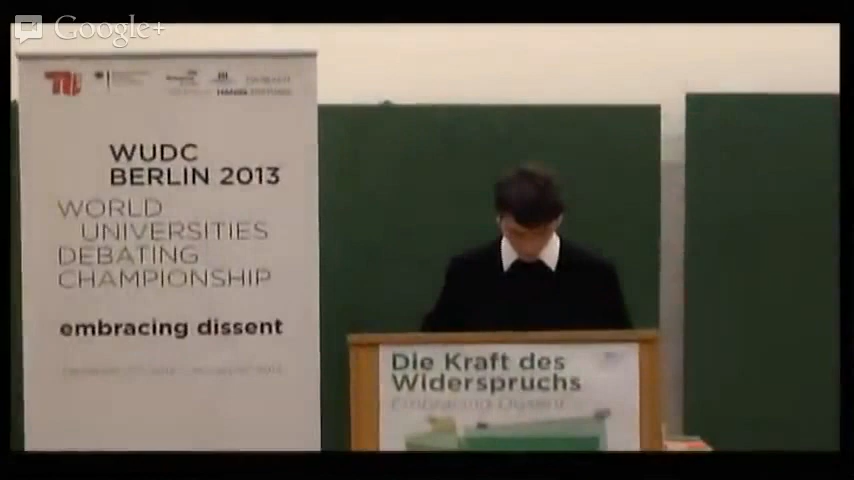 Google+
WUDC
BERLIN 2013
WORLD
UNIVERSITIES
DEBATING
CHAMPIONSHIP
embracing dissent
Die Kraft des
Widerspruchs
Embracing Dissent